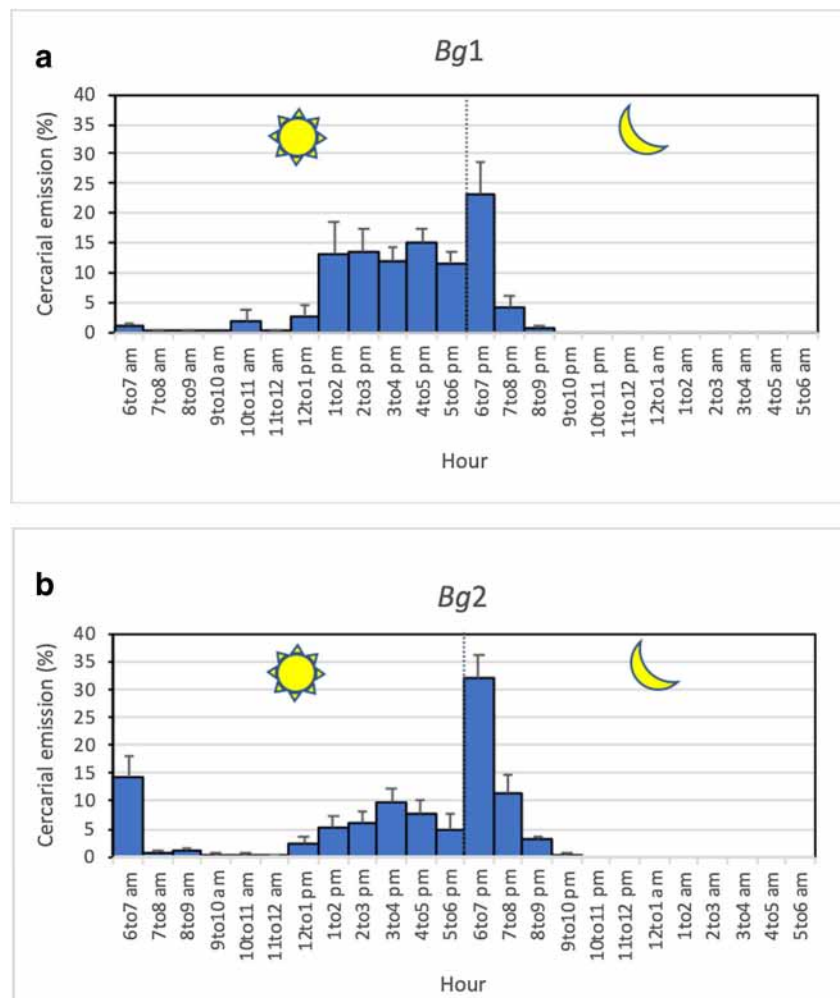 a
Bg1
Cercarial emission (%)
40
35
30
25
20
15
10
5
0
6to7 am
7to8 am
8to9 am
9to10 a m
10to11 am
11to12 am
12to1 pm
1to2 pm
2to3 pm
3to4 pm
4to5 pm
5to6 pm
6to7 pm
7to8 pm
8to9 pm
9to10 pm
10to11 pm
11to12 pm
12to1 a m
1to2 am
2to3 am
3to4 am
4to5 am
5to6 am
Hour
b
Bg2
Cercarial emission (%)
40
35
30
25
20
15
10
5
0
6to7 am
7to8 am
8to9 am
9to10 a m
10to11 am
11to12 am
12to1 pm
1to2 pm
2to3 pm
3to4 pm
4to5 pm
5to6 pm
6to7 pm
7to8 pm
8to9 pm
9to10 pm
10to11 pm
11to12 pm
12to1 a m
1to2 am
2to3 am
3to4 am
4to5 am
5to6 am
Hour